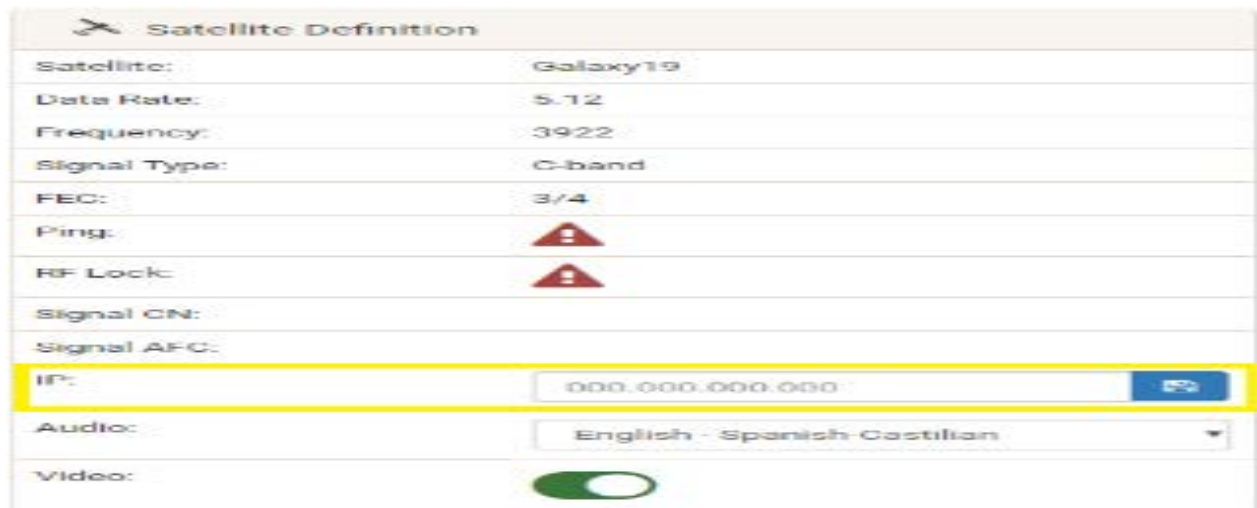 Satellite Definition
Satellite: Galaxy19
Data Rate: 5.12
Frequency: 3922
Signal Type: C-band
FEC: 3/4
Ping:
RF Lock:
Signal CN:
Signal AFC:
IP: 000.000.000.000
Audio: English - Spanish-Castilian
Video: